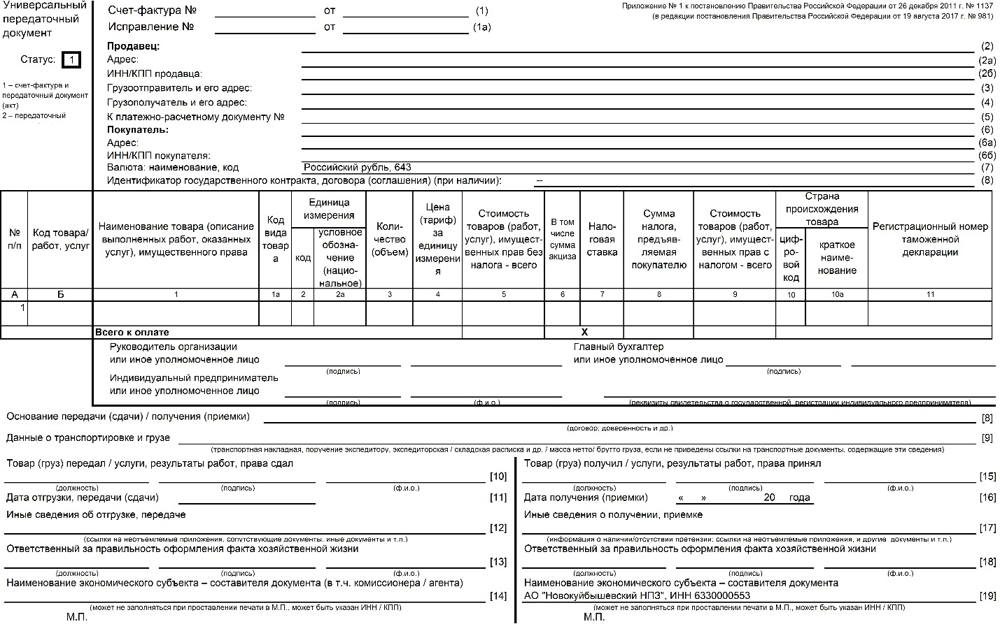 Универсальный
передаточный
документ
Статус: 1
1 – счет-фактура и
передаточный документ
(акт)
2 – передаточный
Счет-фактура № от (1)
Исправление № от (1а)
Приложение № 1 к постановлению Правительства Российской Федерации от 26 декабря 2011 г. № 1137
(в редакции постановления Правительства Российской Федерации от 19 августа 2017 г. № 981)
Продавец: (2)
Адрес: (2а)
ИНН/КПП продавца: (2б)
Грузоотправитель и его адрес: (3)
Грузополучатель и его адрес: (4)
К платежно-расчетному документу № (5)
Покупатель: (6)
Адрес: (6а)
ИНН/КПП покупателя: (6б)
Валюта: наименование, код Российский рубль, 643 (7)
Идентификатор государственного контракта, договора (соглашения) (при наличии): -- (8)
№
п/п
Код товара/
работ, услуг
Наименование товара (описание
выполненных работ, оказанных
услуг), имущественного права
Код
вида
товар
а
Единица
измерения
код
условное
обозна-
чение
(нацио-
нальное)
Коли-
чество
(объем)
Цена
(тариф)
за
единицу
измерени
я
Стоимость
товаров (работ,
услуг), имущест-
венных прав без
налога - всего
В том
числе
сумма
акциза
Нало-
говая
ставка
Сумма
налога,
предъяв-
ляемая
покупателю
Стоимость
товаров (работ,
услуг), имущест-
венных прав с
налогом - всего
Страна
происхождения
товара
циф-
ро-
вой
код
краткое
наиме-
нование
Регистрационный номер
таможенной
декларации
А Б 1 1а 2 2а 3 4 5 6 7 8 9 10 10а 11
1
Всего к оплате Х
Руководитель организации
или иное уполномоченное лицо
(подпись)
Главный бухгалтер
или иное уполномоченное лицо
(подпись)
Индивидуальный предприниматель
или иное уполномоченное лицо
(подпись) (ф.и.о.) (реквизиты свидетельства о государственной регистрации индивидуального предпринимателя)
Основание передачи (сдачи) / получения (приемки) [8]
(договор; доверенность и др.)
Данные о транспортировке и грузе [9]
(транспортная накладная, поручение экспедитору, экспедиторская / складская расписка и др. / масса нетто/ брутто груза, если не приведены ссылки на транспортные документы, содержащие эти сведения)
Товар (груз) передал / услуги, результаты работ, права сдал
[10]
(должность) (подпись) (ф.и.о.)
Дата отгрузки, передачи (сдачи) [11]
Иные сведения об отгрузке, передаче
[12]
(ссылки на неотъемлемые приложения, сопутствующие документы, иные документы и т.п.)
Ответственный за правильность оформления факта хозяйственной жизни
[13]
(должность) (подпись) (ф.и.о.)
Наименование экономического субъекта – составителя документа (в т.ч. комиссионера / агента)
[14]
(может не заполняться при проставлении печати в М.П., может быть указан ИНН / КПП)
М.П.
Товар (груз) получил / услуги, результаты работ, права принял
[15]
(должность) (подпись) (ф.и.о.)
Дата получения (приемки) « » 20 года [16]
Иные сведения о получении, приемке
[17]
(информация о наличии/отсутствии претензии; ссылки на неотъемлемые приложения, и другие документы и т.п.)
Ответственный за правильность оформления факта хозяйственной жизни
[18]
(должность) (подпись) (ф.и.о.)
Наименование экономического субъекта – составителя документа
АО "Новокуйбышевский НПЗ", ИНН 6330000553 [19]
(может не заполняться при проставлении печати в М.П., может быть указан ИНН / КПП)
М.П.